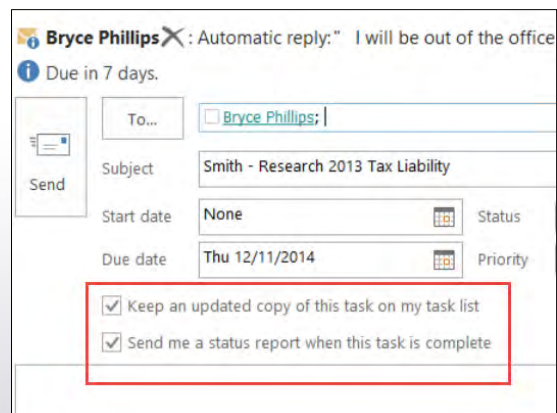 Bryce Phillips : Automatic reply:" I will be out of the office
Due in 7 days.
To...
Bryce Phillips;
Send
Subject
Smith - Research 2013 Tax Liability
Start date
None
Status
Due date
Thu 12/11/2014
Priority
Keep an updated copy of this task on my task list
Send me a status report when this task is complete